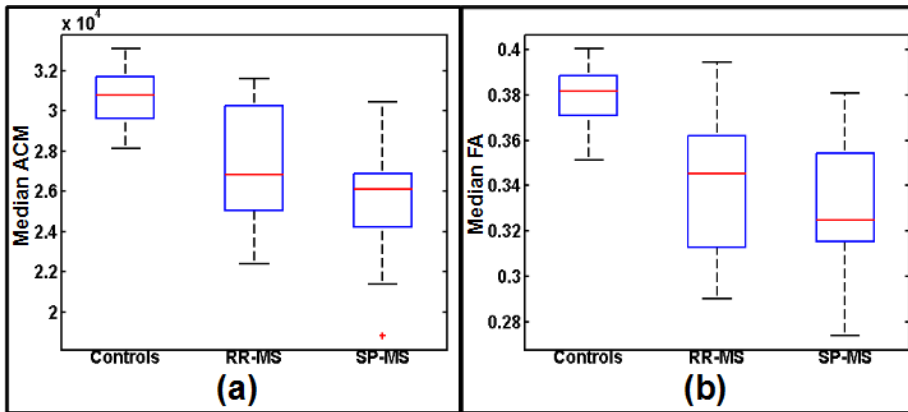 x 10⁴
3.2
3
2.8
2.6
2.4
2.2
2
Median ACM
Controls
RR-MS
SP-MS
(a)
0.4
0.38
0.36
0.34
0.32
0.3
0.28
Median FA
Controls
RR-MS
SP-MS
(b)